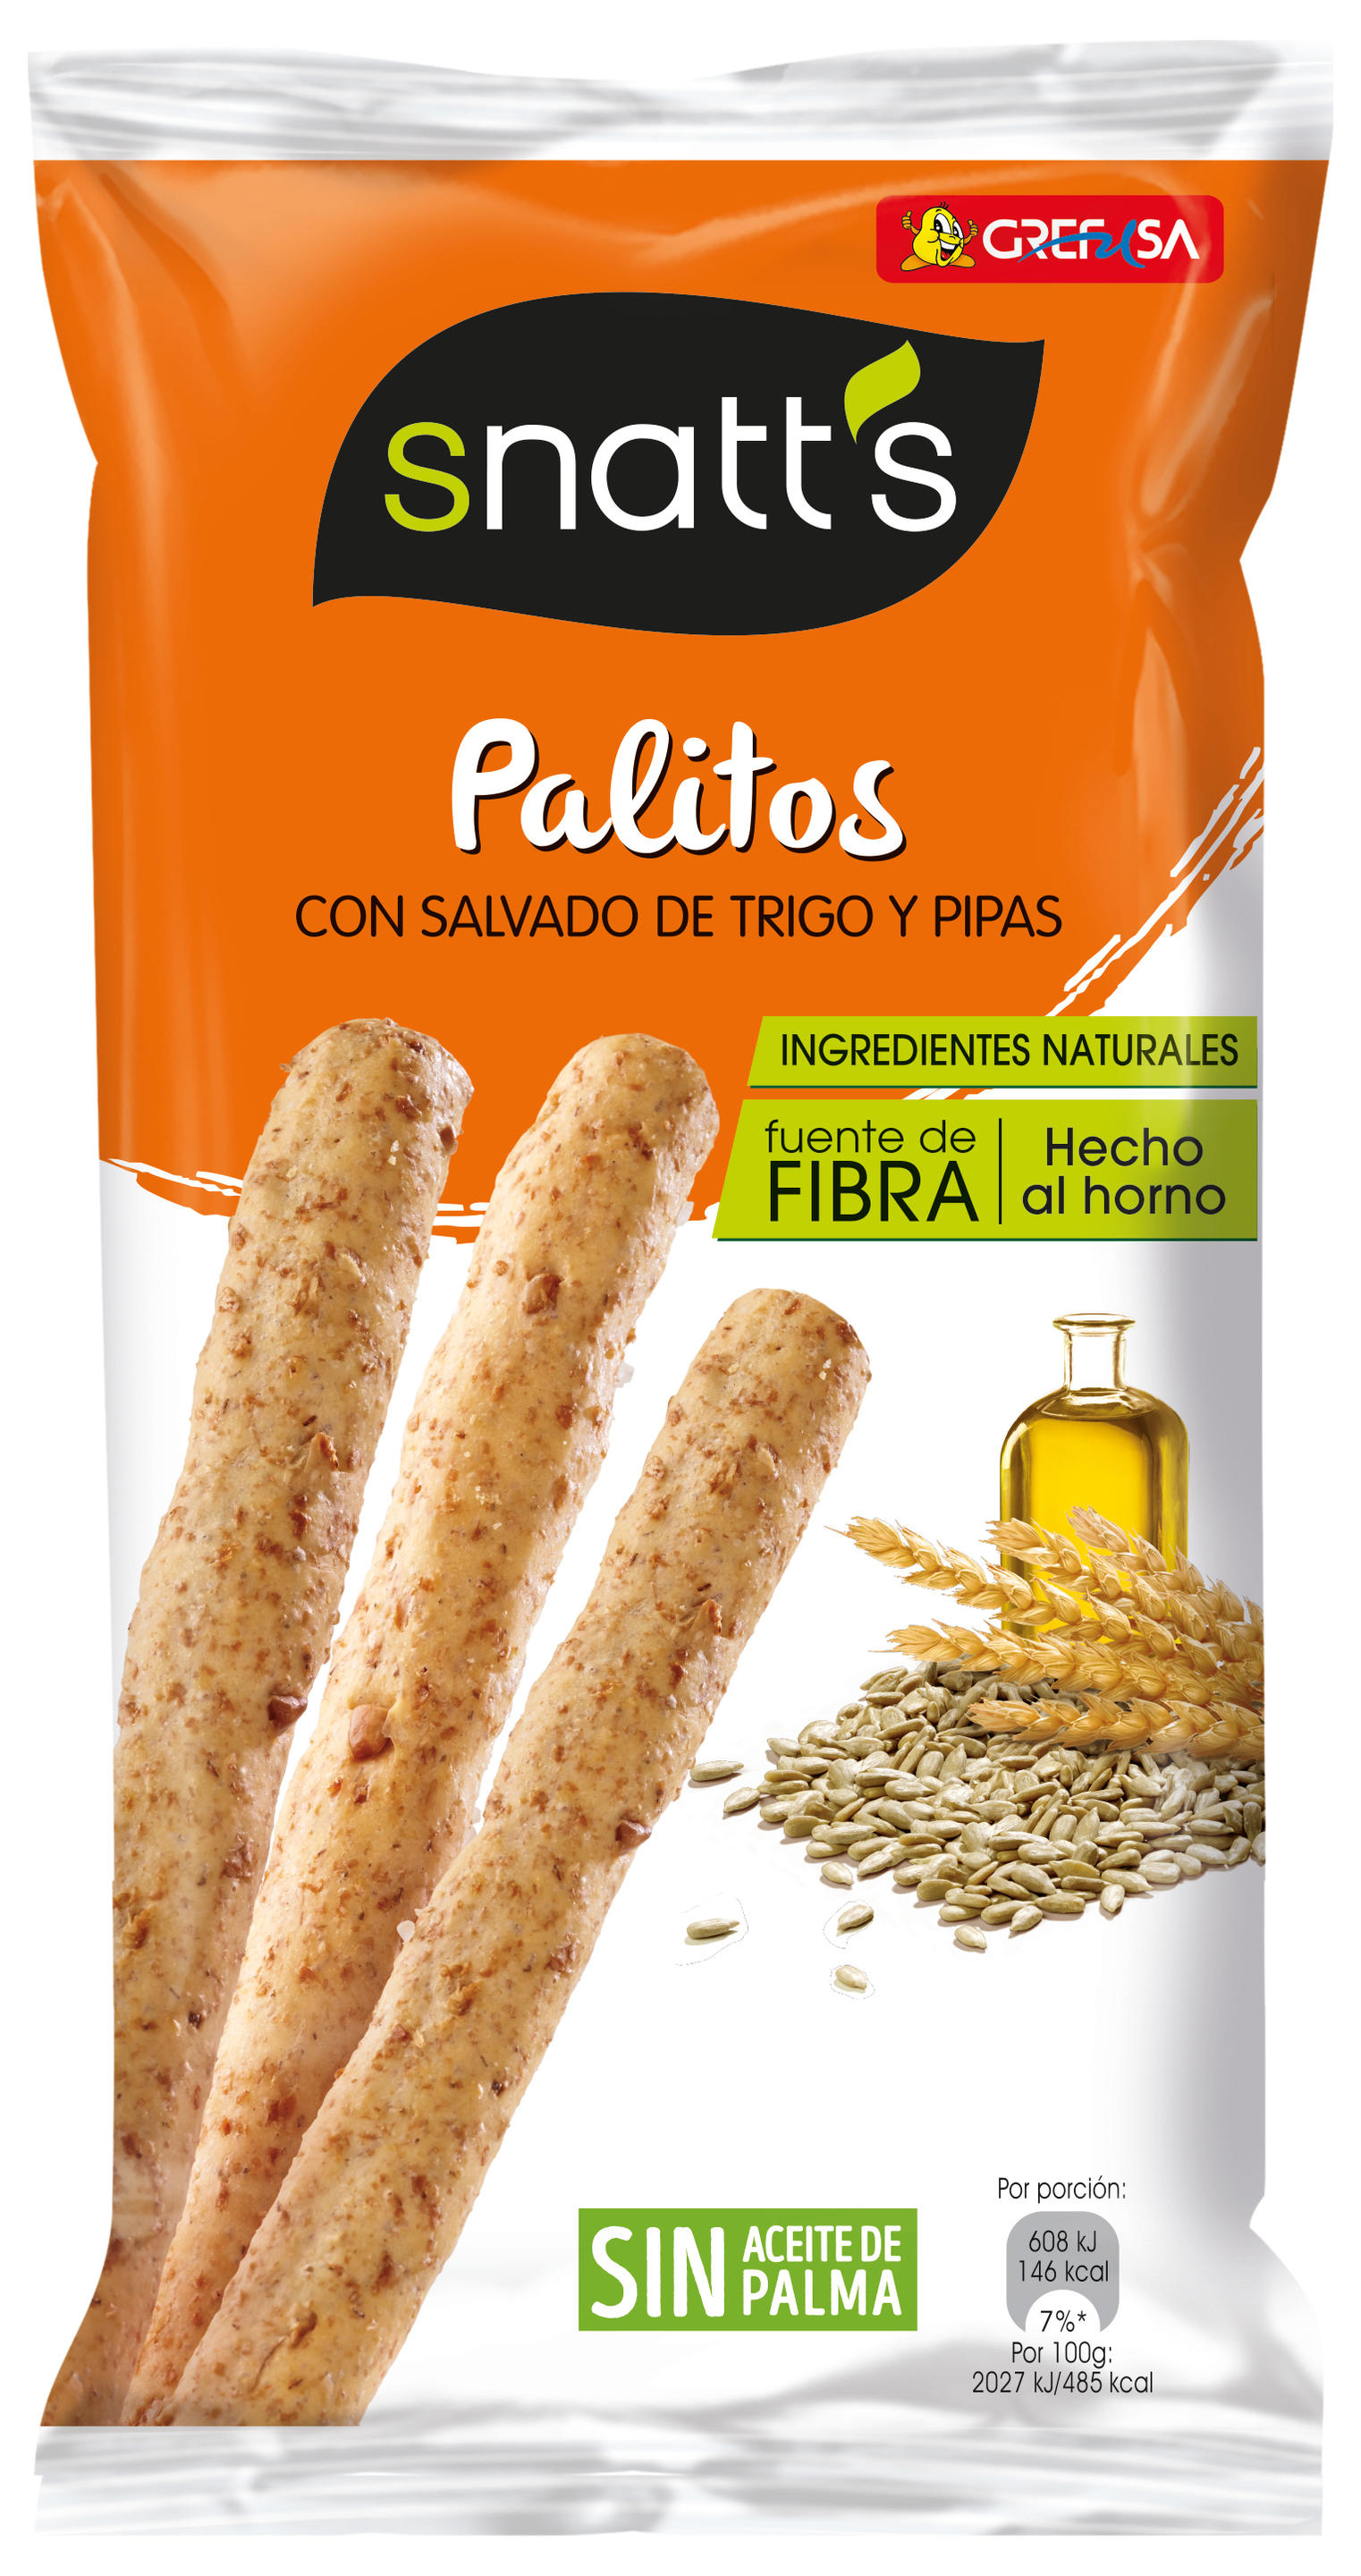 GREFUSA
snatt's
Palitos
CON SALVADO DE TRIGO Y PIPAS
INGREDIENTES NATURALES
fuente de
FIBRA
Hecho
al horno
SIN ACEITE DE
PALMA
Por porción:
608 kJ
146 kcal
7%*
Por 100g:
2027 kJ/485 kcal